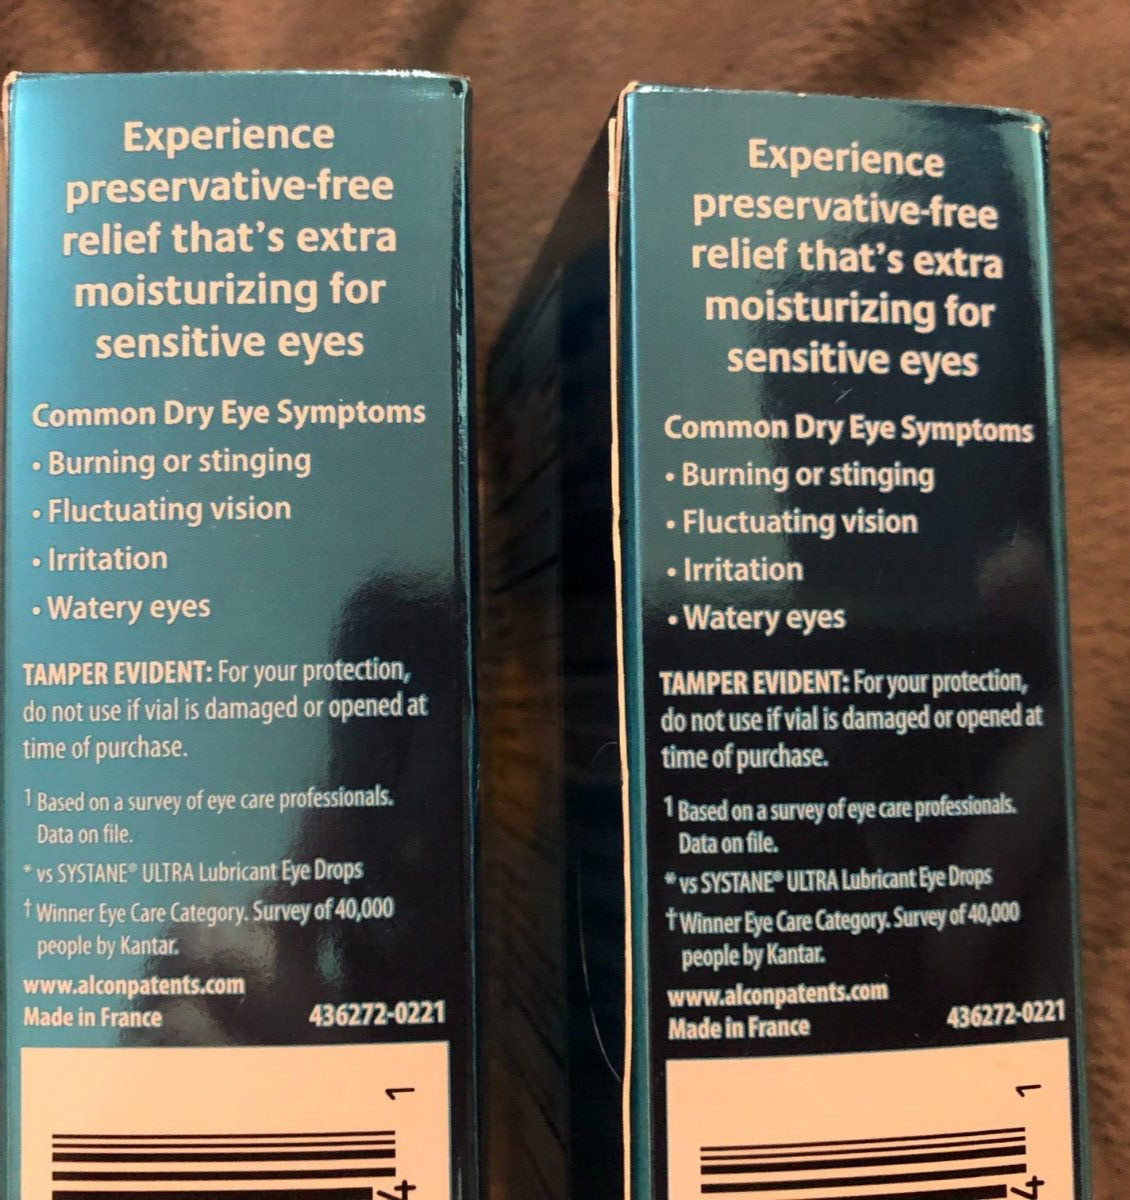 Experience
preservative-free
relief that's extra
moisturizing for
sensitive eyes
Common Dry Eye Symptoms
• Burning or stinging
• Fluctuating vision
• Irritation
• Watery eyes
TAMPER EVIDENT: For your protection,
do not use if vial is damaged or opened at
time of purchase.
1 Based on a survey of eye care professionals.
Data on file.
* vs SYSTANE® ULTRA Lubricant Eye Drops
† Winner Eye Care Category. Survey of 40,000
people by Kantar.
www.alconpatents.com
Made in France 436272-0221
1
4
Experience
preservative-free
relief that's extra
moisturizing for
sensitive eyes
Common Dry Eye Symptoms
• Burning or stinging
• Fluctuating vision
• Irritation
• Watery eyes
TAMPER EVIDENT: For your protection,
do not use if vial is damaged or opened at
time of purchase.
1 Based on a survey of eye care professionals.
Data on file.
* vs SYSTANE® ULTRA Lubricant Eye Drops
† Winner Eye Care Category. Survey of 40,000
people by Kantar.
www.alconpatents.com
Made in France 436272-0221
1
4